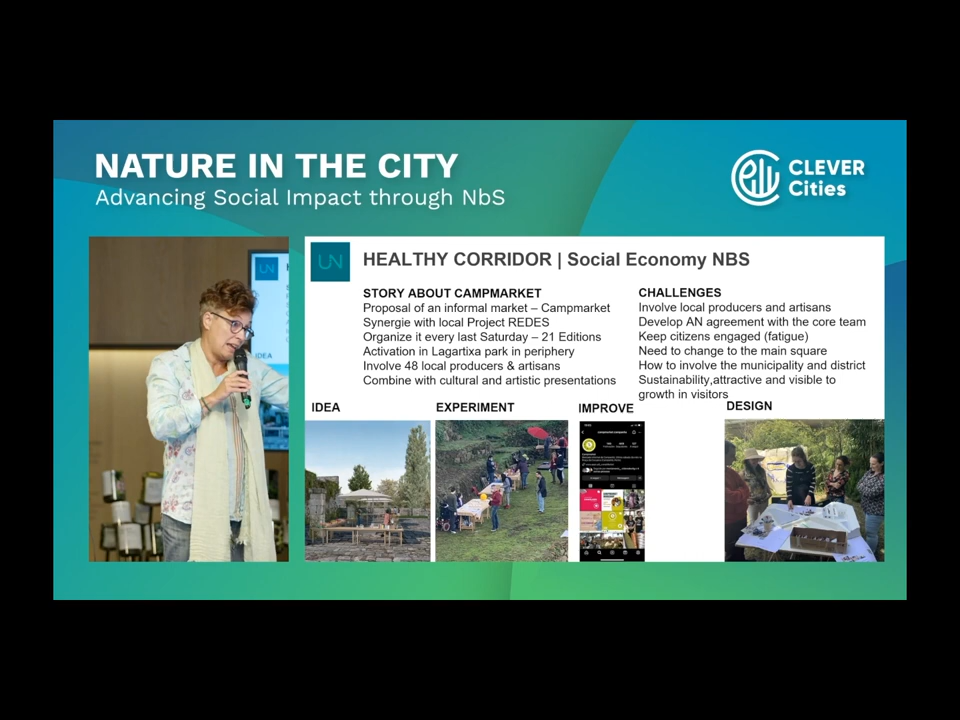 NATURE IN THE CITY
Advancing Social Impact through NbS
CLEVER
Cities
UN
IDEA
UN
HEALTHY CORRIDOR | Social Economy NBS
STORY ABOUT CAMPMARKET
Proposal of an informal market – Campmarket
Synergie with local Project REDES
Organize it every last Saturday – 21 Editions
Activation in Lagartixa park in periphery
Involve 48 local producers & artisans
Combine with cultural and artistic presentations
CHALLENGES
Involve local producers and artisans
Develop AN agreement with the core team
Keep citizens engaged (fatigue)
Need to change to the main square
How to involve the municipality and district
Sustainability,attractive and visible to
growth in visitors
IDEA
EXPERIMENT
IMPROVE
DESIGN